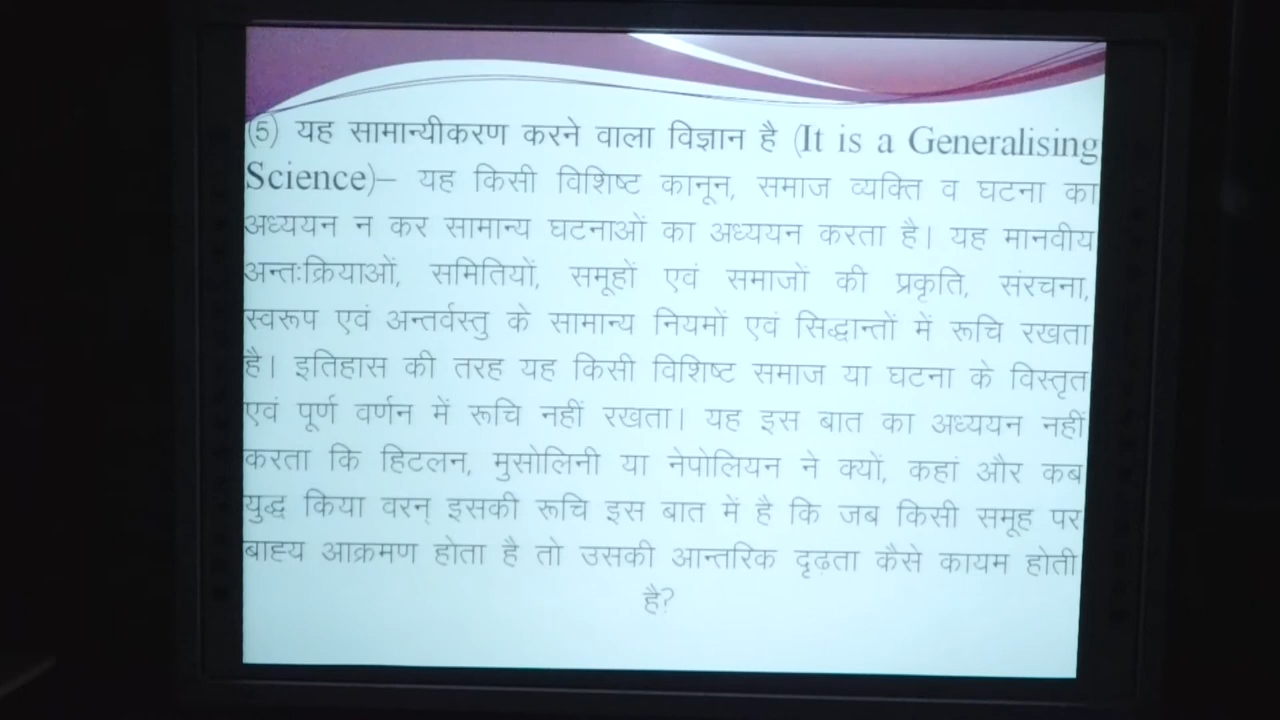 (5) यह सामान्यीकरण करने वाला विज्ञान है (It is a Generalising
Science)– यह किसी विशिष्ट कानून, समाज व्यक्ति व घटना का
अध्ययन न कर सामान्य घटनाओं का अध्ययन करता है। यह मानवीय
अन्तःक्रियाओं, समितियों, समूहों एवं समाजों की प्रकृति, संरचना,
स्वरूप एवं अन्तर्वस्तु के सामान्य नियमों एवं सिद्धान्तों में रूचि रखता
है। इतिहास की तरह यह किसी विशिष्ट समाज या घटना के विस्तृत
एवं पूर्ण वर्णन में रूचि नहीं रखता। यह इस बात का अध्ययन नहीं
करता कि हिटलन, मुसोलिनी या नेपोलियन ने क्यों, कहां और कब
युद्ध किया वरन् इसकी रूचि इस बात में है कि जब किसी समूह पर
बाह्य आक्रमण होता है तो उसकी आन्तरिक दृढ़ता कैसे कायम होती
है?